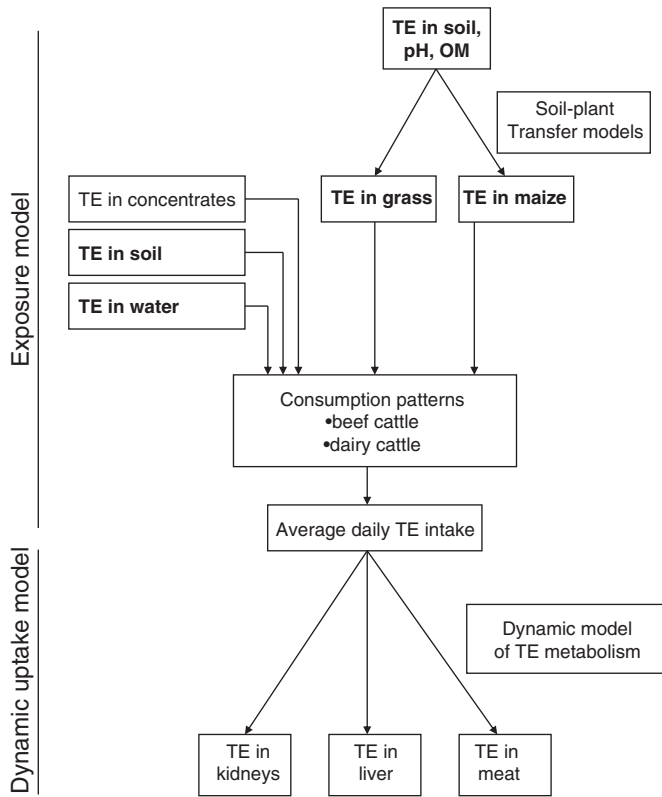 TE in soil,
pH, OM
Soil-plant
Transfer models
TE in concentrates
TE in grass
TE in maize
TE in soil
TE in water
Exposure model
Consumption patterns
•beef cattle
•dairy cattle
Average daily TE intake
Dynamic uptake model
Dynamic model
of TE metabolism
TE in
kidneys
TE in
liver
TE in
meat